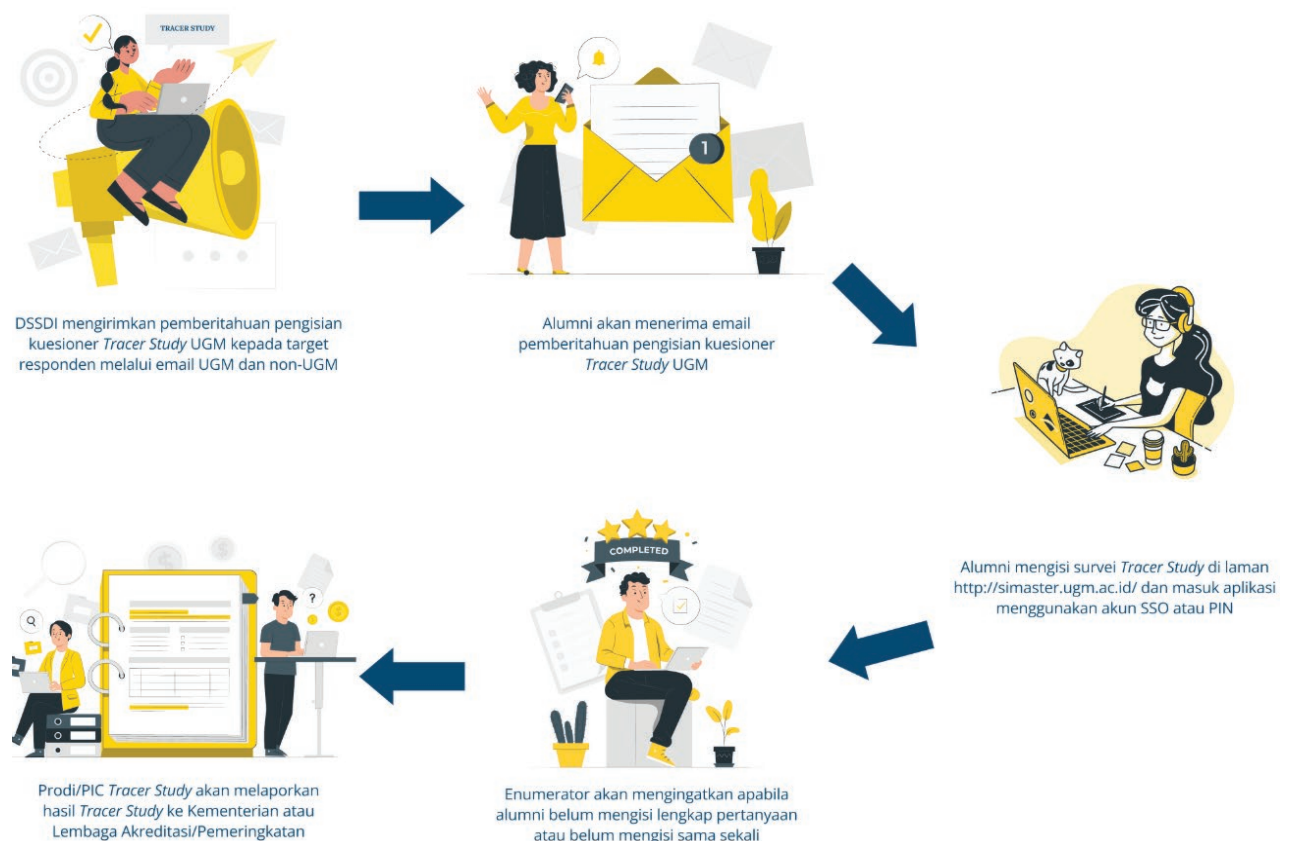 TRACER STUDY
1
DSSDI mengirimkan pemberitahuan pengisian
kuesioner Tracer Study UGM kepada target
responden melalui email UGM dan non-UGM
Alumni akan menerima email
pemberitahuan pengisian kuesioner
Tracer Study UGM
Alumni mengisi survei Tracer Study di laman
http://simaster.ugm.ac.id/ dan masuk aplikasi
menggunakan akun SSO atau PIN
COMPLETED
Enumerator akan mengingatkan apabila
alumni belum mengisi lengkap pertanyaan
atau belum mengisi sama sekali
$
$
?
$
Prodi/PIC Tracer Study akan melaporkan
hasil Tracer Study ke Kementerian atau
Lembaga Akreditasi/Pemeringkatan